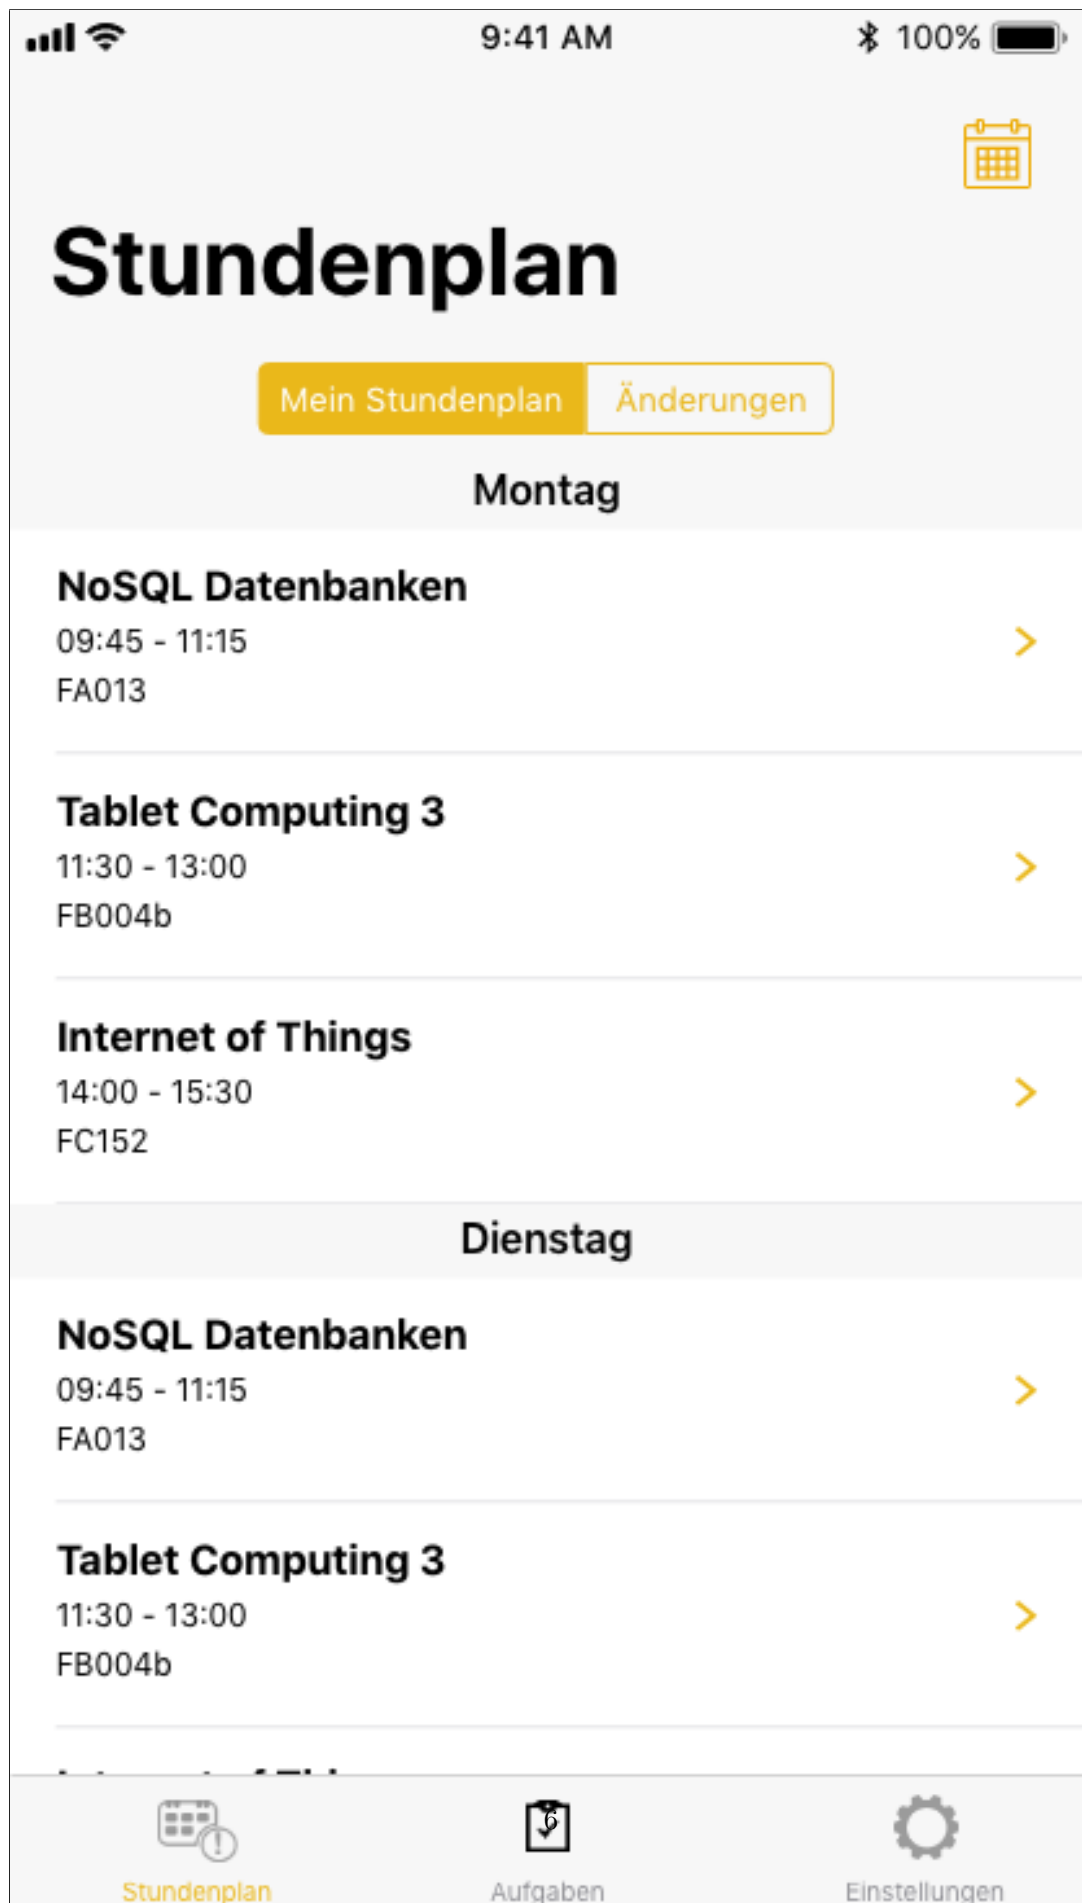 9:41 AM
100%
Stundenplan
Mein Stundenplan
Änderungen
Montag
NoSQL Datenbanken
09:45 - 11:15
FA013
Tablet Computing 3
11:30 - 13:00
FB004b
Internet of Things
14:00 - 15:30
FC152
Dienstag
NoSQL Datenbanken
09:45 - 11:15
FA013
Tablet Computing 3
11:30 - 13:00
FB004b
6
Stundenplan
Aufgaben
Einstellungen